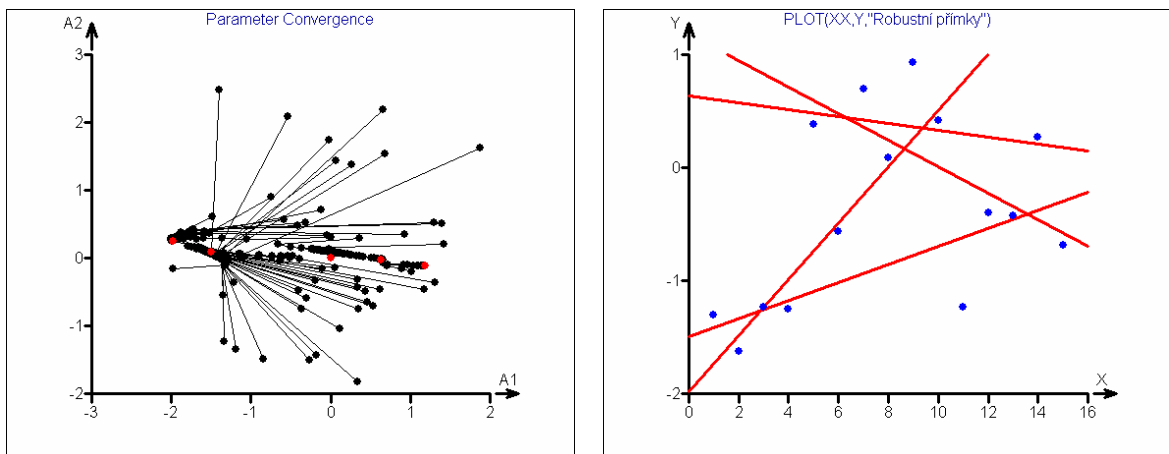 Parameter Convergence
A2
3
2
1
0
-1
-2
-3 -2 -1 0 1 2
A1
PLOT(XX,Y,"Robustní přímky")
Y
1
0
-1
-2
0 2 4 6 8 10 12 14 16
X